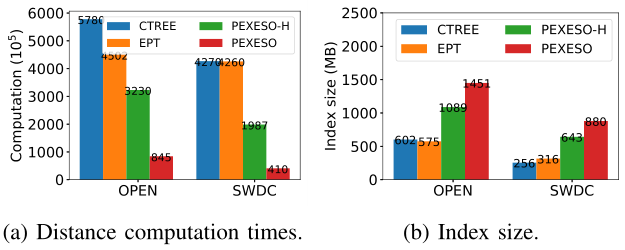 6000
5000
4000
3000
2000
1000
0
Computation (10^5)
CTREE
EPT
PEXESO-H
PEXESO
5780
4502
3230
845
4270
4260
1987
410
OPEN
SWDC
(a) Distance computation times.
2500
2000
1500
1000
500
0
Index size (MB)
CTREE
EPT
PEXESO-H
PEXESO
602
575
1089
1451
256
316
643
880
OPEN
SWDC
(b) Index size.